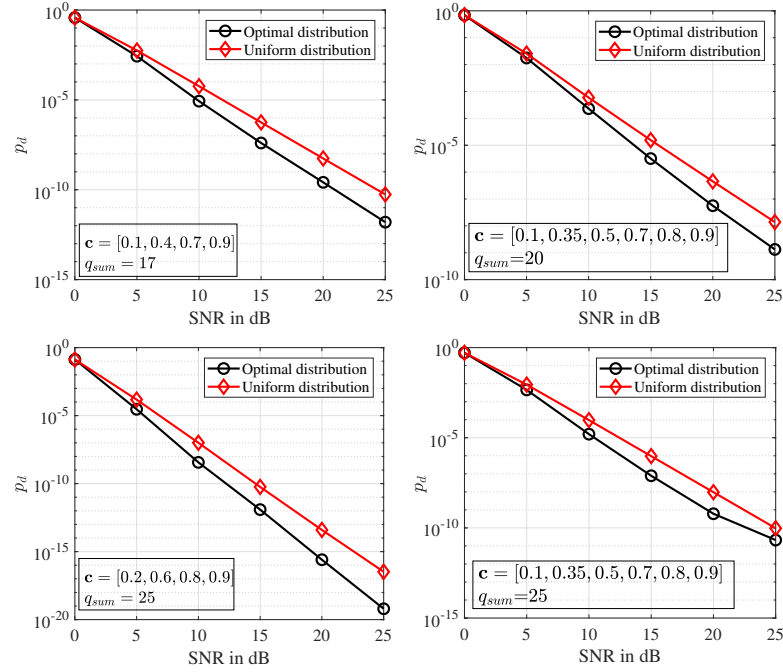 10^0
10^-5
10^-10
10^-15
p_d
0 5 10 15 20 25
SNR in dB
Optimal distribution
Uniform distribution
c = [0.1, 0.4, 0.7, 0.9]
q_sum = 17
10^0
10^-5
10^-10
p_d
0 5 10 15 20 25
SNR in dB
Optimal distribution
Uniform distribution
c = [0.1, 0.35, 0.5, 0.7, 0.8, 0.9]
q_sum=20
10^0
10^-5
10^-10
10^-15
10^-20
p_d
0 5 10 15 20 25
SNR in dB
Optimal distribution
Uniform distribution
c = [0.2, 0.6, 0.8, 0.9]
q_sum = 25
10^0
10^-5
10^-10
10^-15
p_d
0 5 10 15 20 25
SNR in dB
Optimal distribution
Uniform distribution
c = [0.1, 0.35, 0.5, 0.7, 0.8, 0.9]
q_sum=25